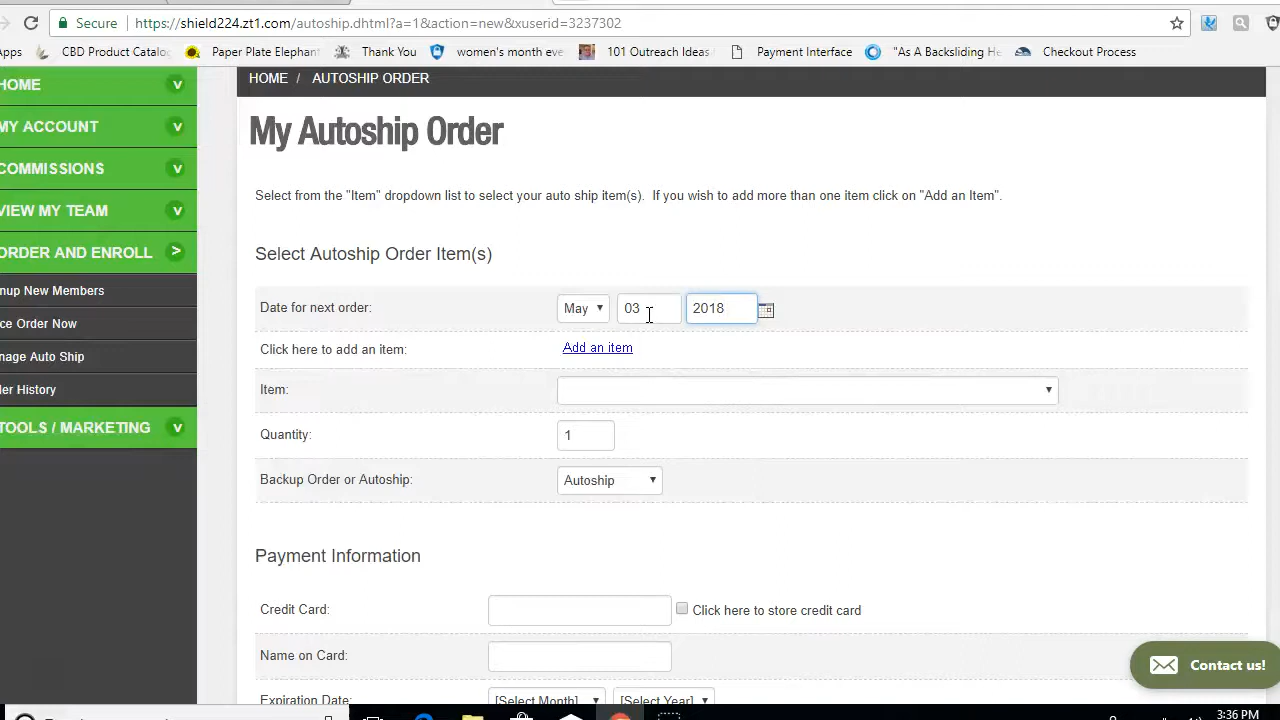 Secure https://shield224.zt1.com/autoship.dhtml?a=1&action=new&xuserid=3237302
Apps CBD Product Catalog Paper Plate Elephant Thank You women's month eve 101 Outreach Ideas Payment Interface "As A Backsliding He Checkout Process
HOME / AUTOSHIP ORDER
HOME
MY ACCOUNT
COMMISSIONS
VIEW MY TEAM
ORDER AND ENROLL
nup New Members
ce Order Now
nage Auto Ship
er History
TOOLS / MARKETING
My Autoship Order
Select from the "Item" dropdown list to select your auto ship item(s). If you wish to add more than one item click on "Add an Item".
Select Autoship Order Item(s)
Date for next order: May 03 2018
Click here to add an item: Add an item
Item:
Quantity: 1
Backup Order or Autoship: Autoship
Payment Information
Credit Card: Click here to store credit card
Name on Card:
Expiration Date: [Select Month] [Select Year]
Contact us!
3:36 PM